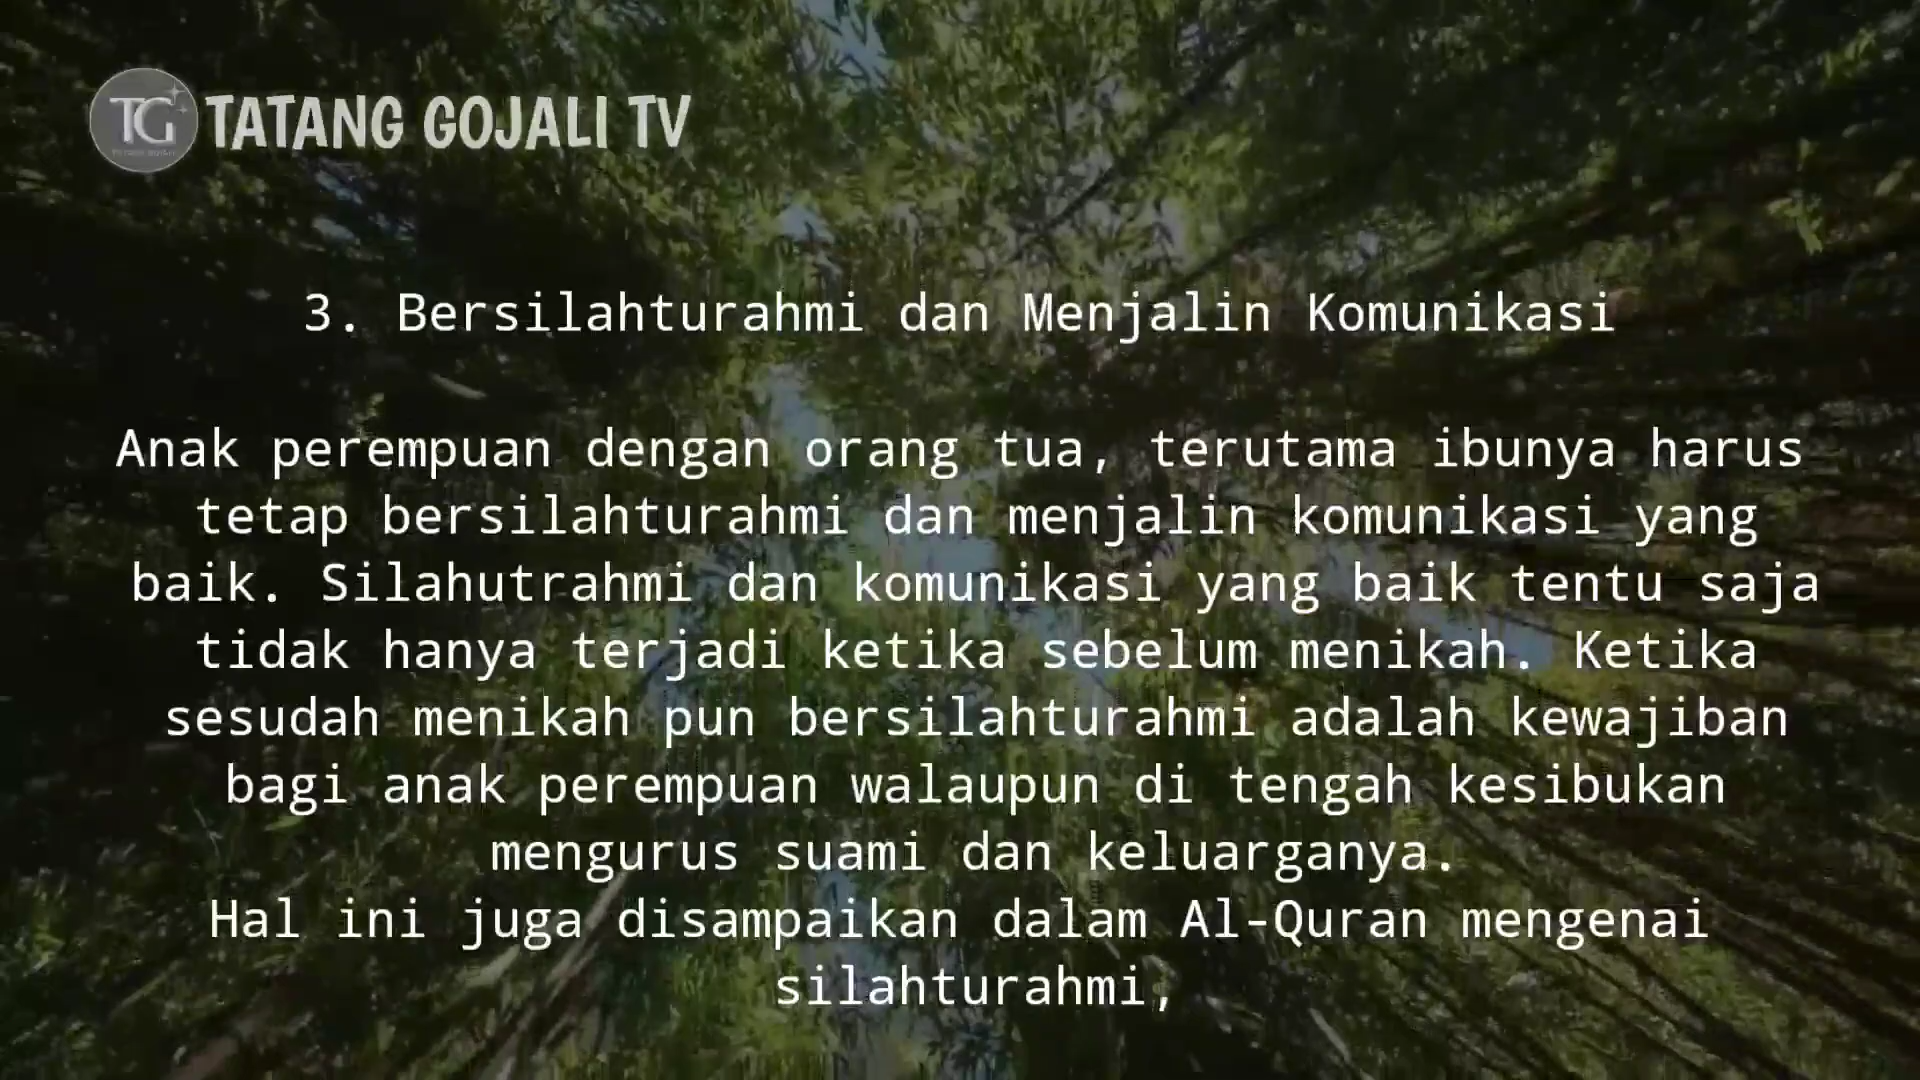 TG TATANG GOJALI TV
3. Bersilahturahmi dan Menjalin Komunikasi
Anak perempuan dengan orang tua, terutama ibunya harus
tetap bersilahturahmi dan menjalin komunikasi yang
baik. Silahutrahmi dan komunikasi yang baik tentu saja
tidak hanya terjadi ketika sebelum menikah. Ketika
sesudah menikah pun bersilahturahmi adalah kewajiban
bagi anak perempuan walaupun di tengah kesibukan
mengurus suami dan keluarganya.
Hal ini juga disampaikan dalam Al-Quran mengenai
silahturahmi,